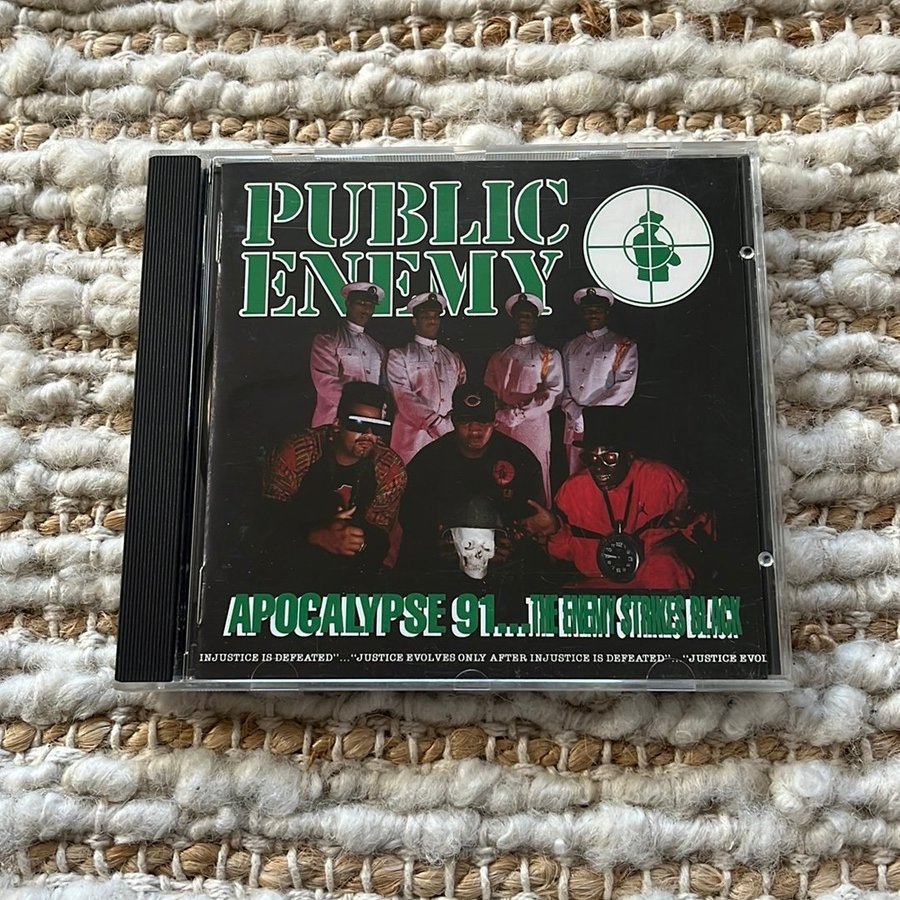 PUBLIC
ENEMY
APOCALYPSE 91...THE ENEMY STRIKES BLACK
INJUSTICE IS DEFEATED"..."JUSTICE EVOLVES ONLY AFTER INJUSTICE IS DEFEATED"..."JUSTICE EVOL